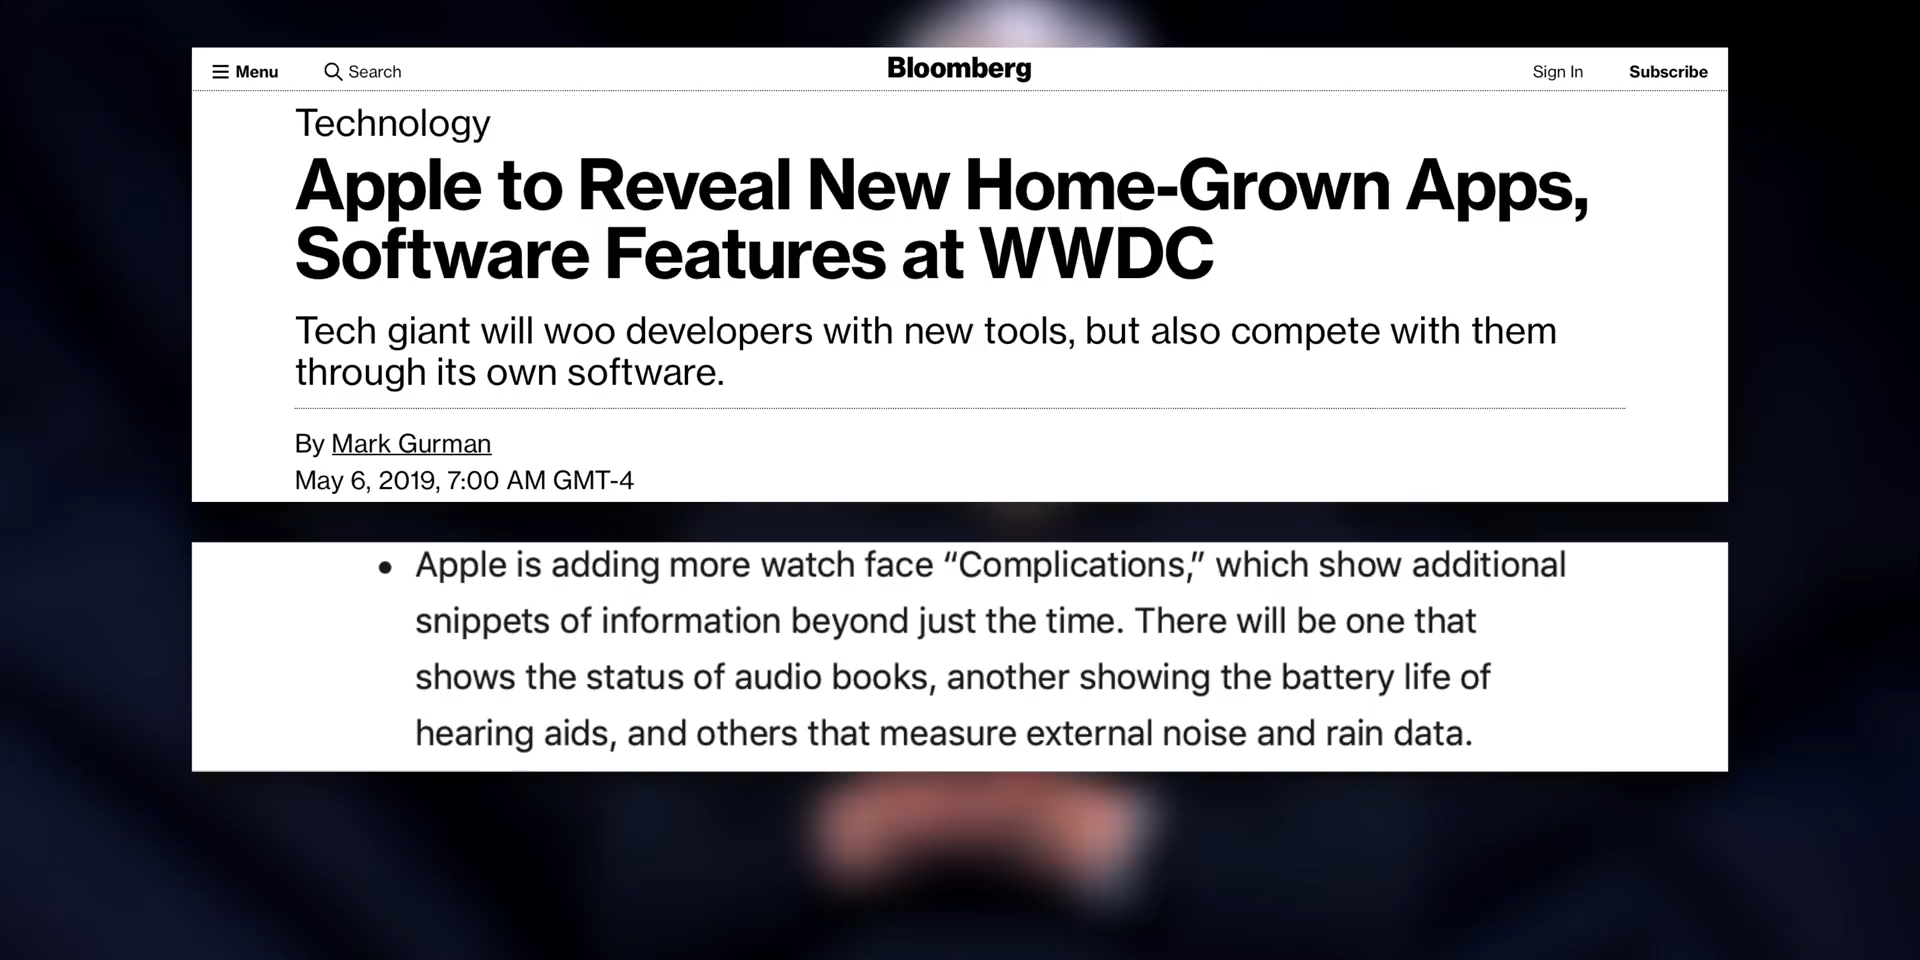 Menu
Search
Bloomberg
Sign In
Subscribe
Technology
Apple to Reveal New Home-Grown Apps,
Software Features at WWDC
Tech giant will woo developers with new tools, but also compete with them
through its own software.
By Mark Gurman
May 6, 2019, 7:00 AM GMT-4
• Apple is adding more watch face “Complications,” which show additional
snippets of information beyond just the time. There will be one that
shows the status of audio books, another showing the battery life of
hearing aids, and others that measure external noise and rain data.